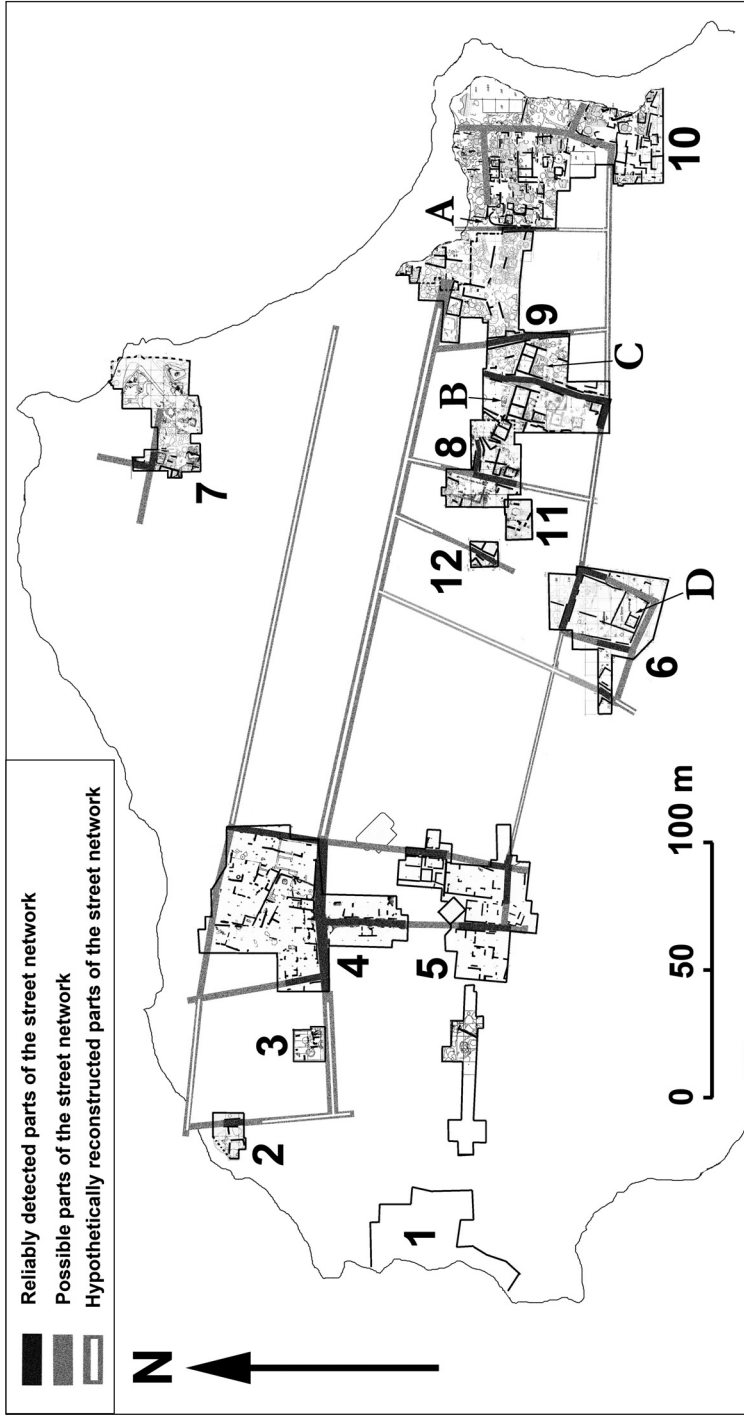 Reliably detected parts of the street network
Possible parts of the street network
Hypothetically reconstructed parts of the street network
N
1
2
3
4
5
6
7
8
9
10
11
12
A
B
C
D
0 50 100 m